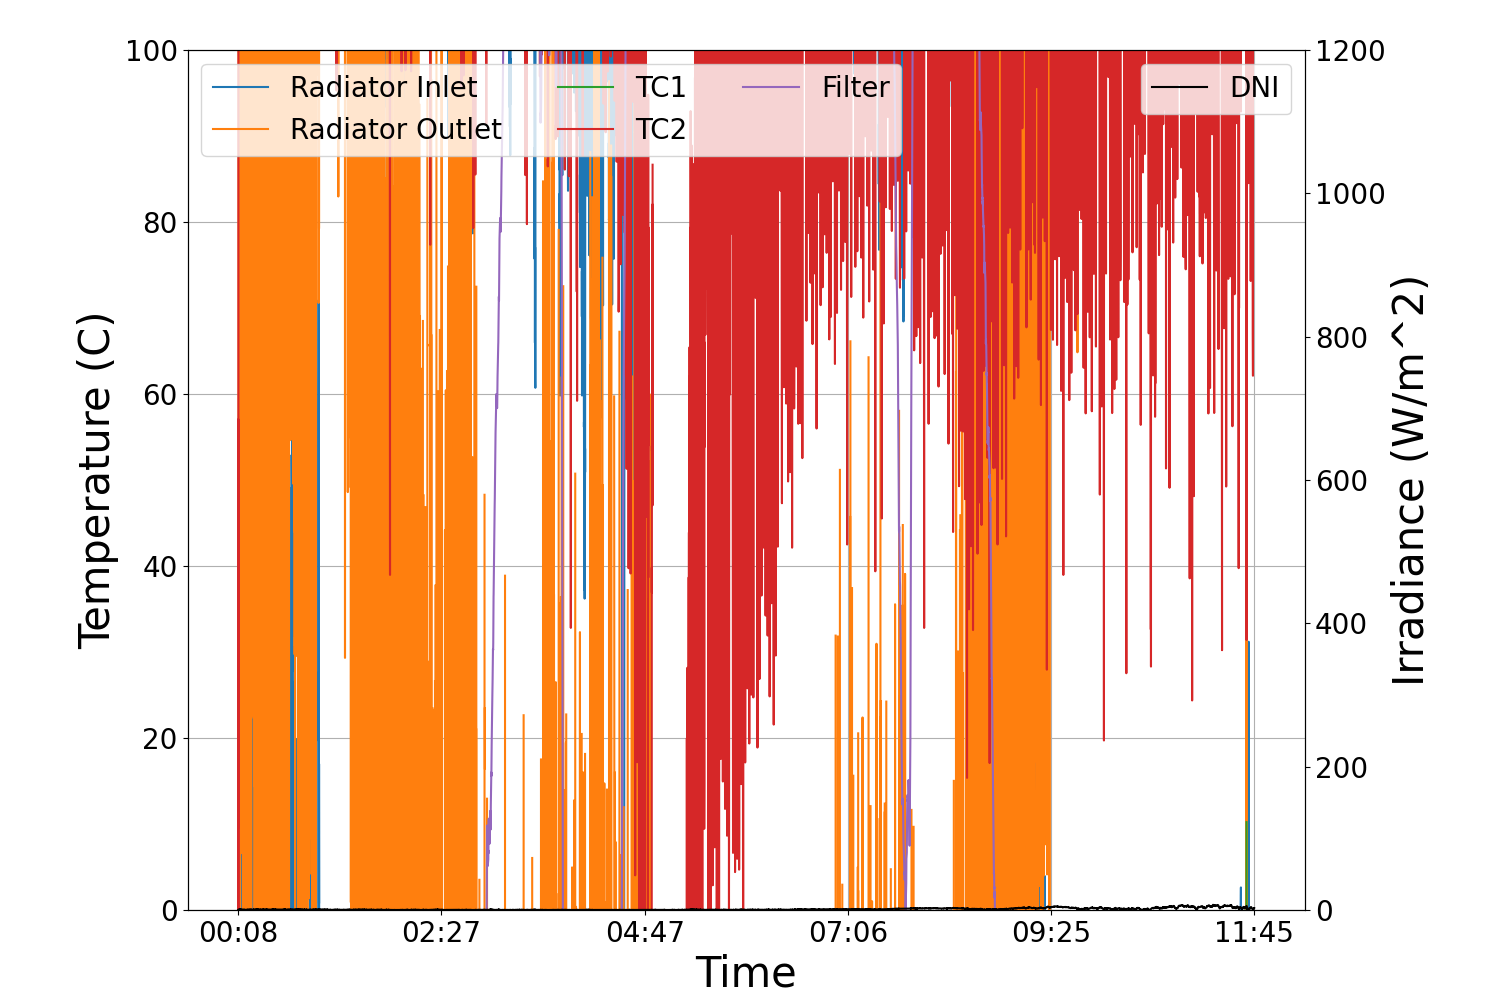 100
80
60
40
20
0
Temperature (C)
Radiator Inlet
Radiator Outlet
TC1
TC2
Filter
DNI
1200
1000
800
600
400
200
0
Irradiance (W/m^2)
00:08
02:27
04:47
07:06
09:25
11:45
Time